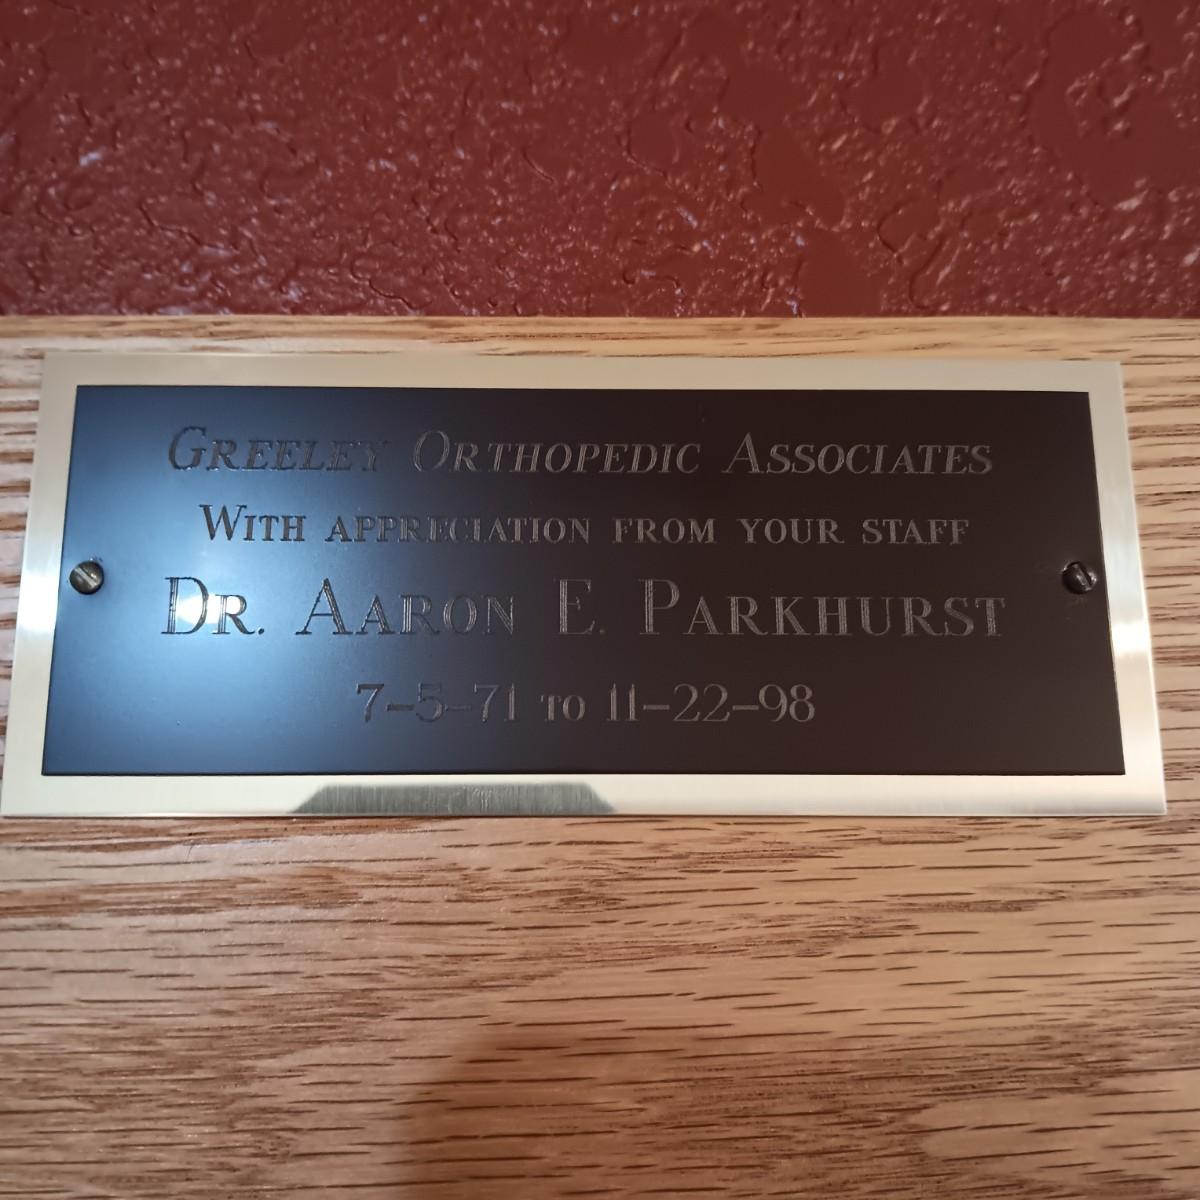 Greeley Orthopedic Associates
With appreciation from your staff
Dr. Aaron E. Parkhurst
7-5-71 to 11-22-98